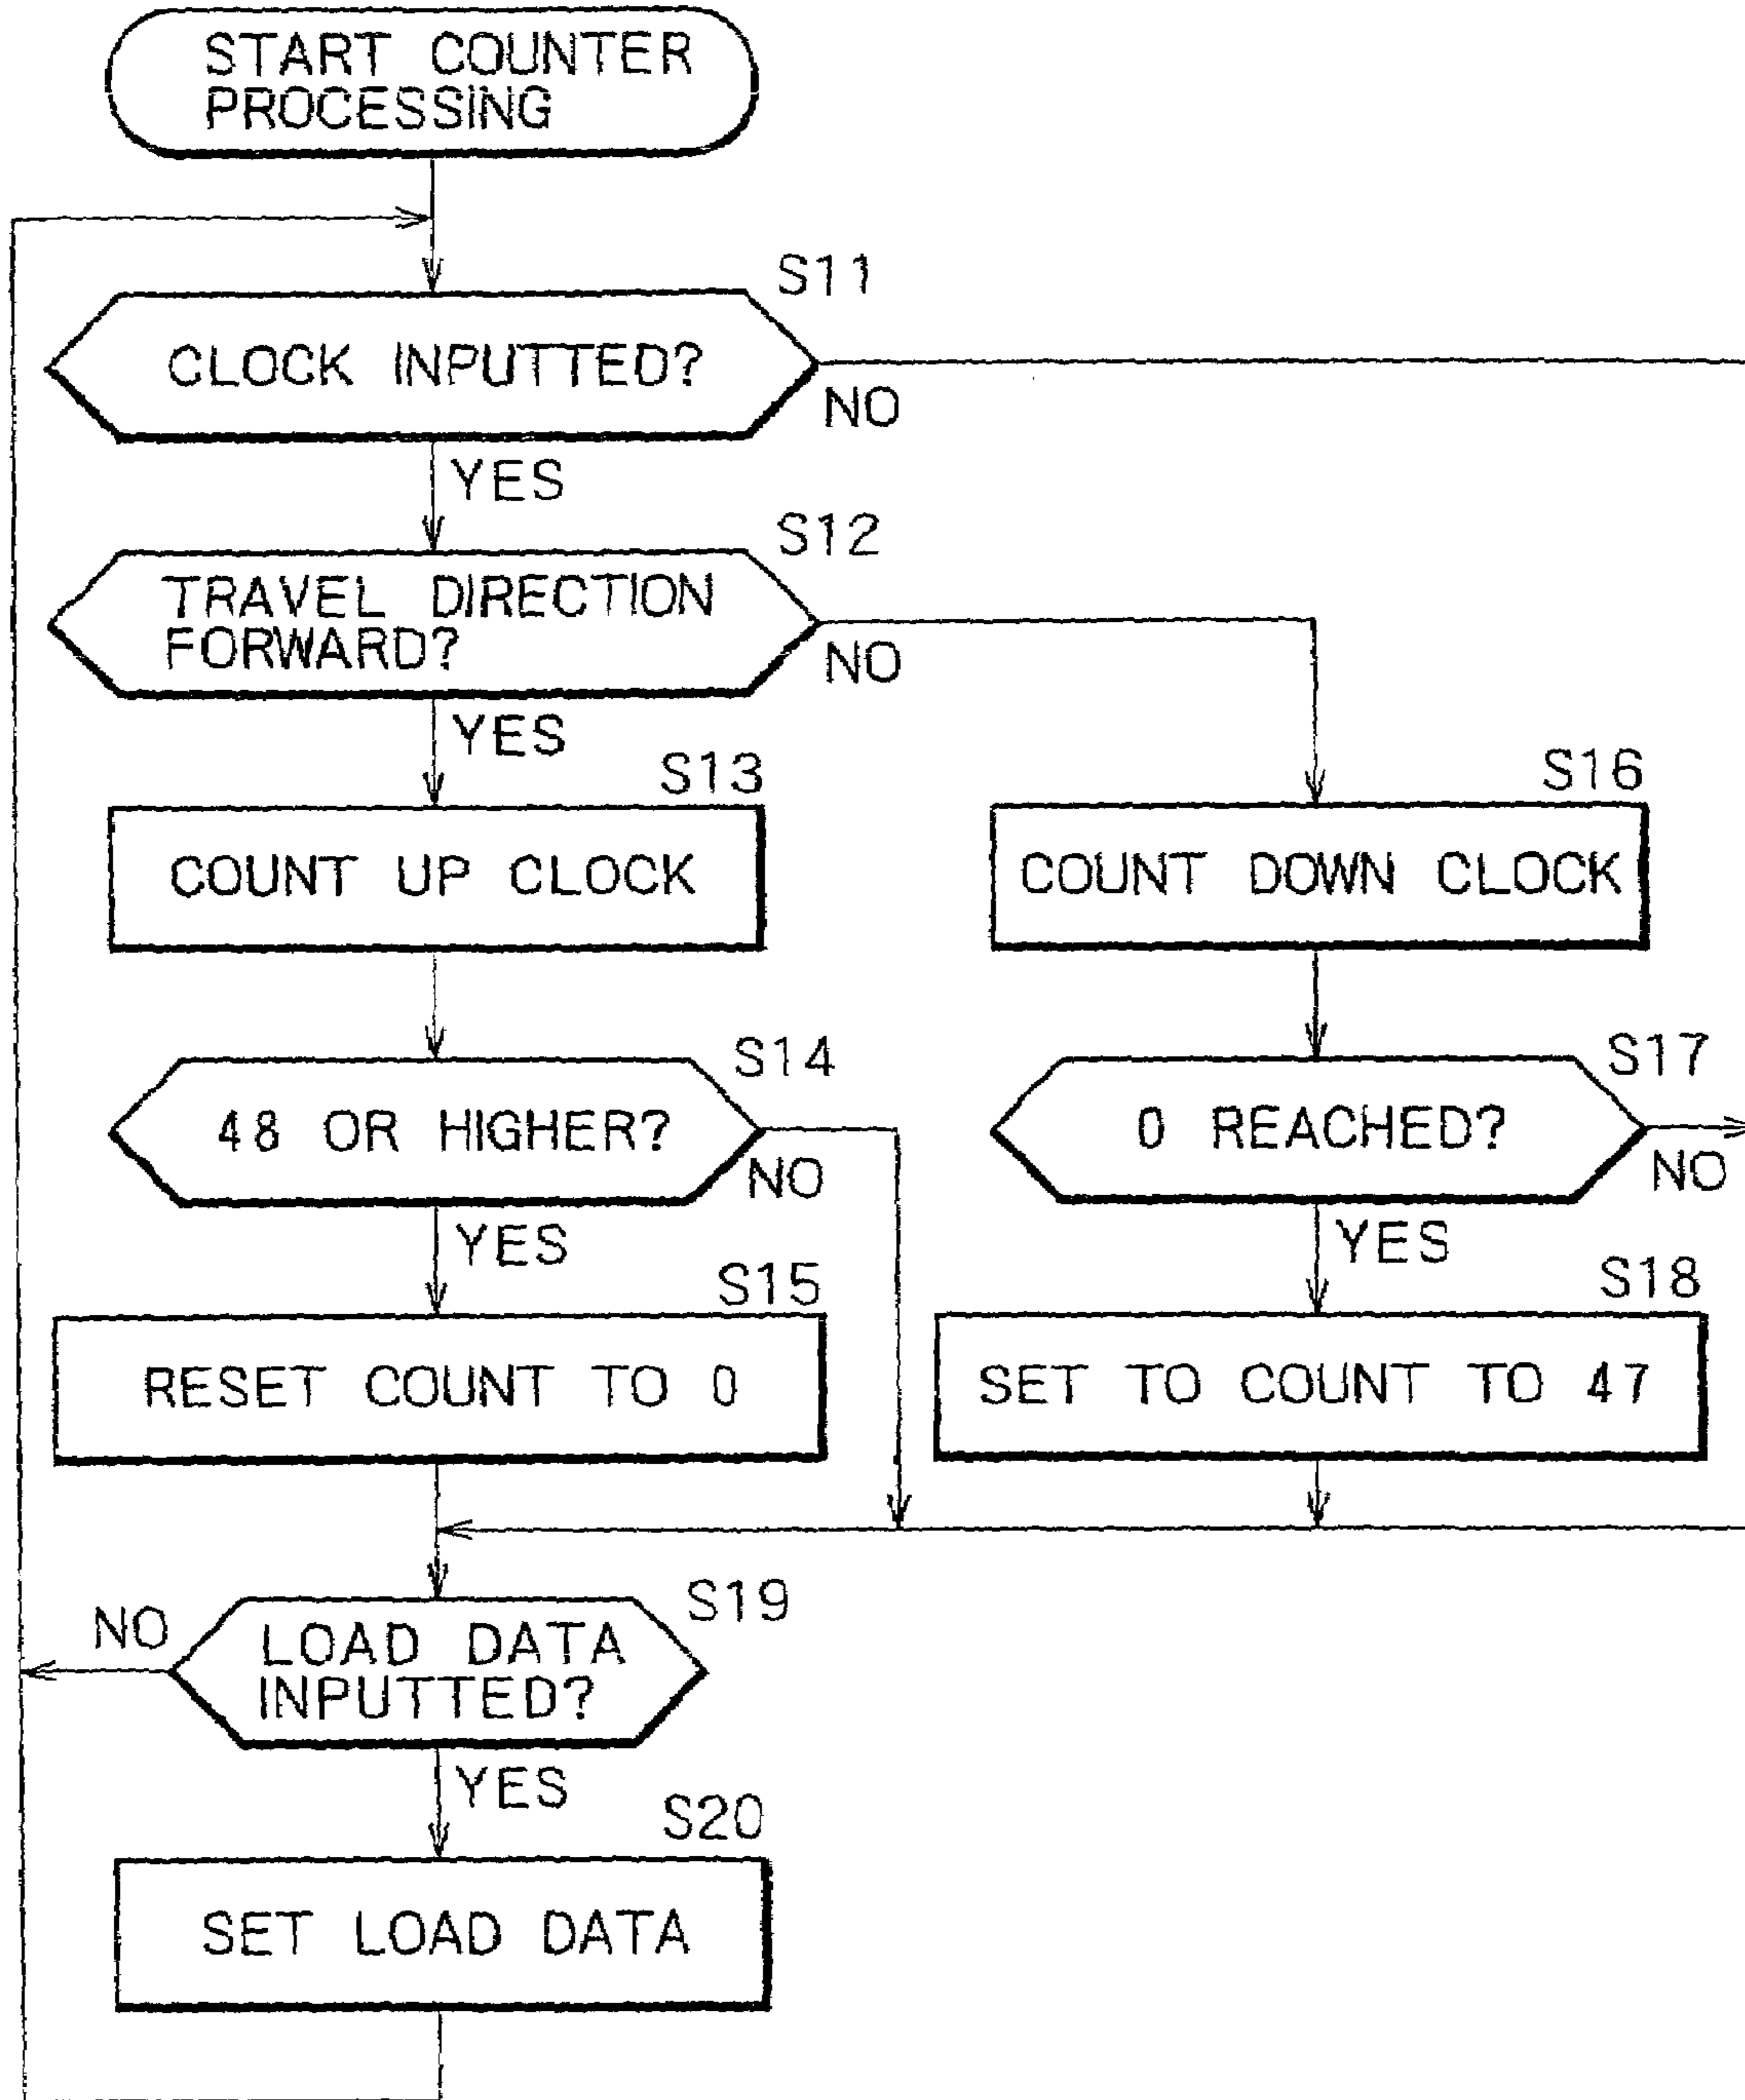 START COUNTER
PROCESSING
S11
CLOCK INPUTTED?
NO
YES
S12
TRAVEL DIRECTION
FORWARD?
NO
YES
S13
COUNT UP CLOCK
S16
COUNT DOWN CLOCK
S14
48 OR HIGHER?
NO
YES
S17
0 REACHED?
NO
YES
S15
RESET COUNT TO 0
S18
SET TO COUNT TO 47
S19
NO
LOAD DATA
INPUTTED?
YES
S20
SET LOAD DATA